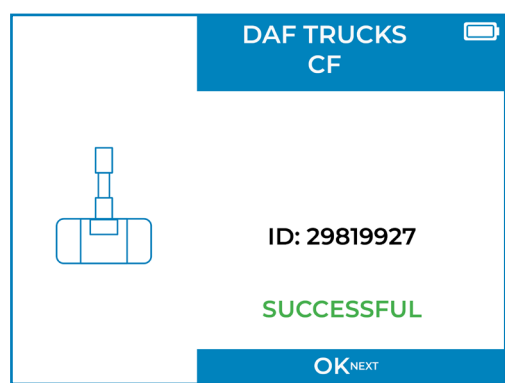 DAF TRUCKS
CF
ID: 29819927
SUCCESSFUL
OK NEXT